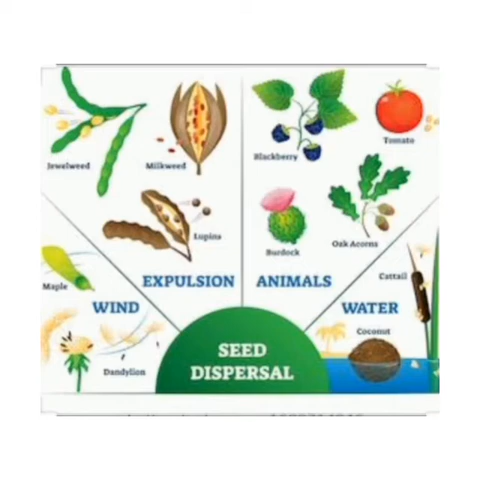 Jewelweed
Milkweed
Lupins
EXPULSION
Blackberry
Tomato
Burdock
Oak Acorns
ANIMALS
Maple
WIND
Dandylion
Cattail
WATER
Coconut
SEED
DISPERSAL